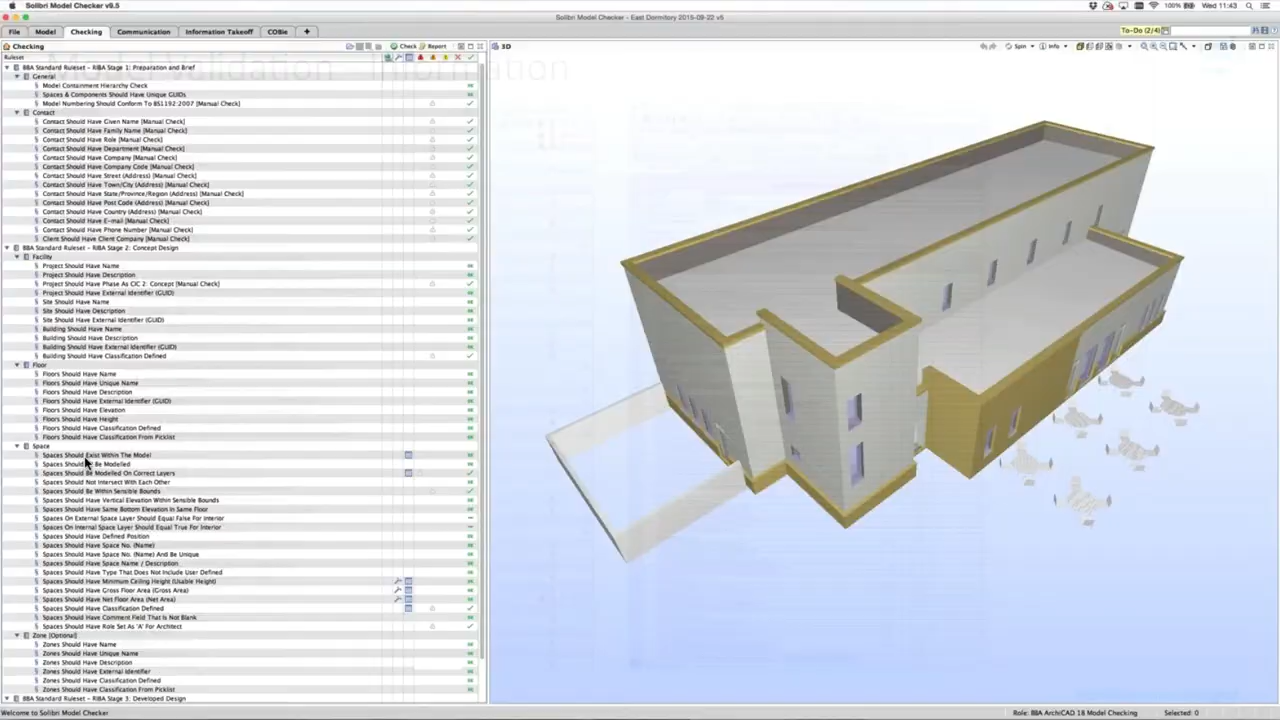 Solibri Model Checker v9.5
100%
Wed 11:43
Solibri Model Checker - East Dormitory 2015-09-22 v5
File
Model
Checking
Communication
Information Takeoff
COBie
+
To-Do (2/4)
Checking
Check
Report
3D
Spin
Info
Ruleset
Model Validation - Information
BBA Standard Ruleset - RIBA Stage 1: Preparation and Brief
General
Model Containment Hierarchy Check
Spaces & Components Should Have Unique GUIDs
Model Numbering Should Conform To BS1192:2007 [Manual Check]
Contact
Contact Should Have Given Name [Manual Check]
Contact Should Have Family Name [Manual Check]
Contact Should Have Role [Manual Check]
Contact Should Have Department [Manual Check]
Contact Should Have Company [Manual Check]
Contact Should Have Company Code [Manual Check]
Contact Should Have Street (Address) [Manual Check]
Contact Should Have Town/City (Address) [Manual Check]
Contact Should Have State/Province/Region (Address) [Manual Check]
Contact Should Have Post Code (Address) [Manual Check]
Contact Should Have Country (Address) [Manual Check]
Contact Should Have E-mail [Manual Check]
Contact Should Have Phone Number [Manual Check]
Client Should Have Client Company [Manual Check]
BBA Standard Ruleset - RIBA Stage 2: Concept Design
Facility
Project Should Have Name
Project Should Have Description
Project Should Have Phase As CIC 2: Concept [Manual Check]
Project Should Have External Identifier (GUID)
Site Should Have Name
Site Should Have Description
Site Should Have External Identifier (GUID)
Building Should Have Name
Building Should Have Description
Building Should Have External Identifier (GUID)
Building Should Have Classification Defined
Floor
Floors Should Have Name
Floors Should Have Unique Name
Floors Should Have Description
Floors Should Have External Identifier (GUID)
Floors Should Have Elevation
Floors Should Have Height
Floors Should Have Classification Defined
Floors Should Have Classification From Picklist
Space
Spaces Should Exist Within The Model
Spaces Should Be Modelled
Spaces Should Be Modelled On Correct Layers
Spaces Should Not Intersect With Each Other
Spaces Should Be Within Sensible Bounds
Spaces Should Have Vertical Elevation Within Sensible Bounds
Spaces Should Have Same Bottom Elevation In Same Floor
Spaces On External Space Layer Should Equal False For Interior
Spaces On Internal Space Layer Should Equal True For Interior
Spaces Should Have Defined Position
Spaces Should Have Space No. (Name)
Spaces Should Have Space No. (Name) And Be Unique
Spaces Should Have Space Name / Description
Spaces Should Have Type That Does Not Include User Defined
Spaces Should Have Minimum Ceiling Height (Usable Height)
Spaces Should Have Gross Floor Area (Gross Area)
Spaces Should Have Net Floor Area (Net Area)
Spaces Should Have Classification Defined
Spaces Should Have Comment Field That Is Not Blank
Spaces Should Have Role Set As 'A' For Architect
Zone [Optional]
Zones Should Have Name
Zones Should Have Unique Name
Zones Should Have Description
Zones Should Have External Identifier
Zones Should Have Classification Defined
Zones Should Have Classification From Picklist
BBA Standard Ruleset - RIBA Stage 3: Developed Design
Welcome to Solibri Model Checker
Role: BBA ArchiCAD 18 Model Checking
Selected: 0